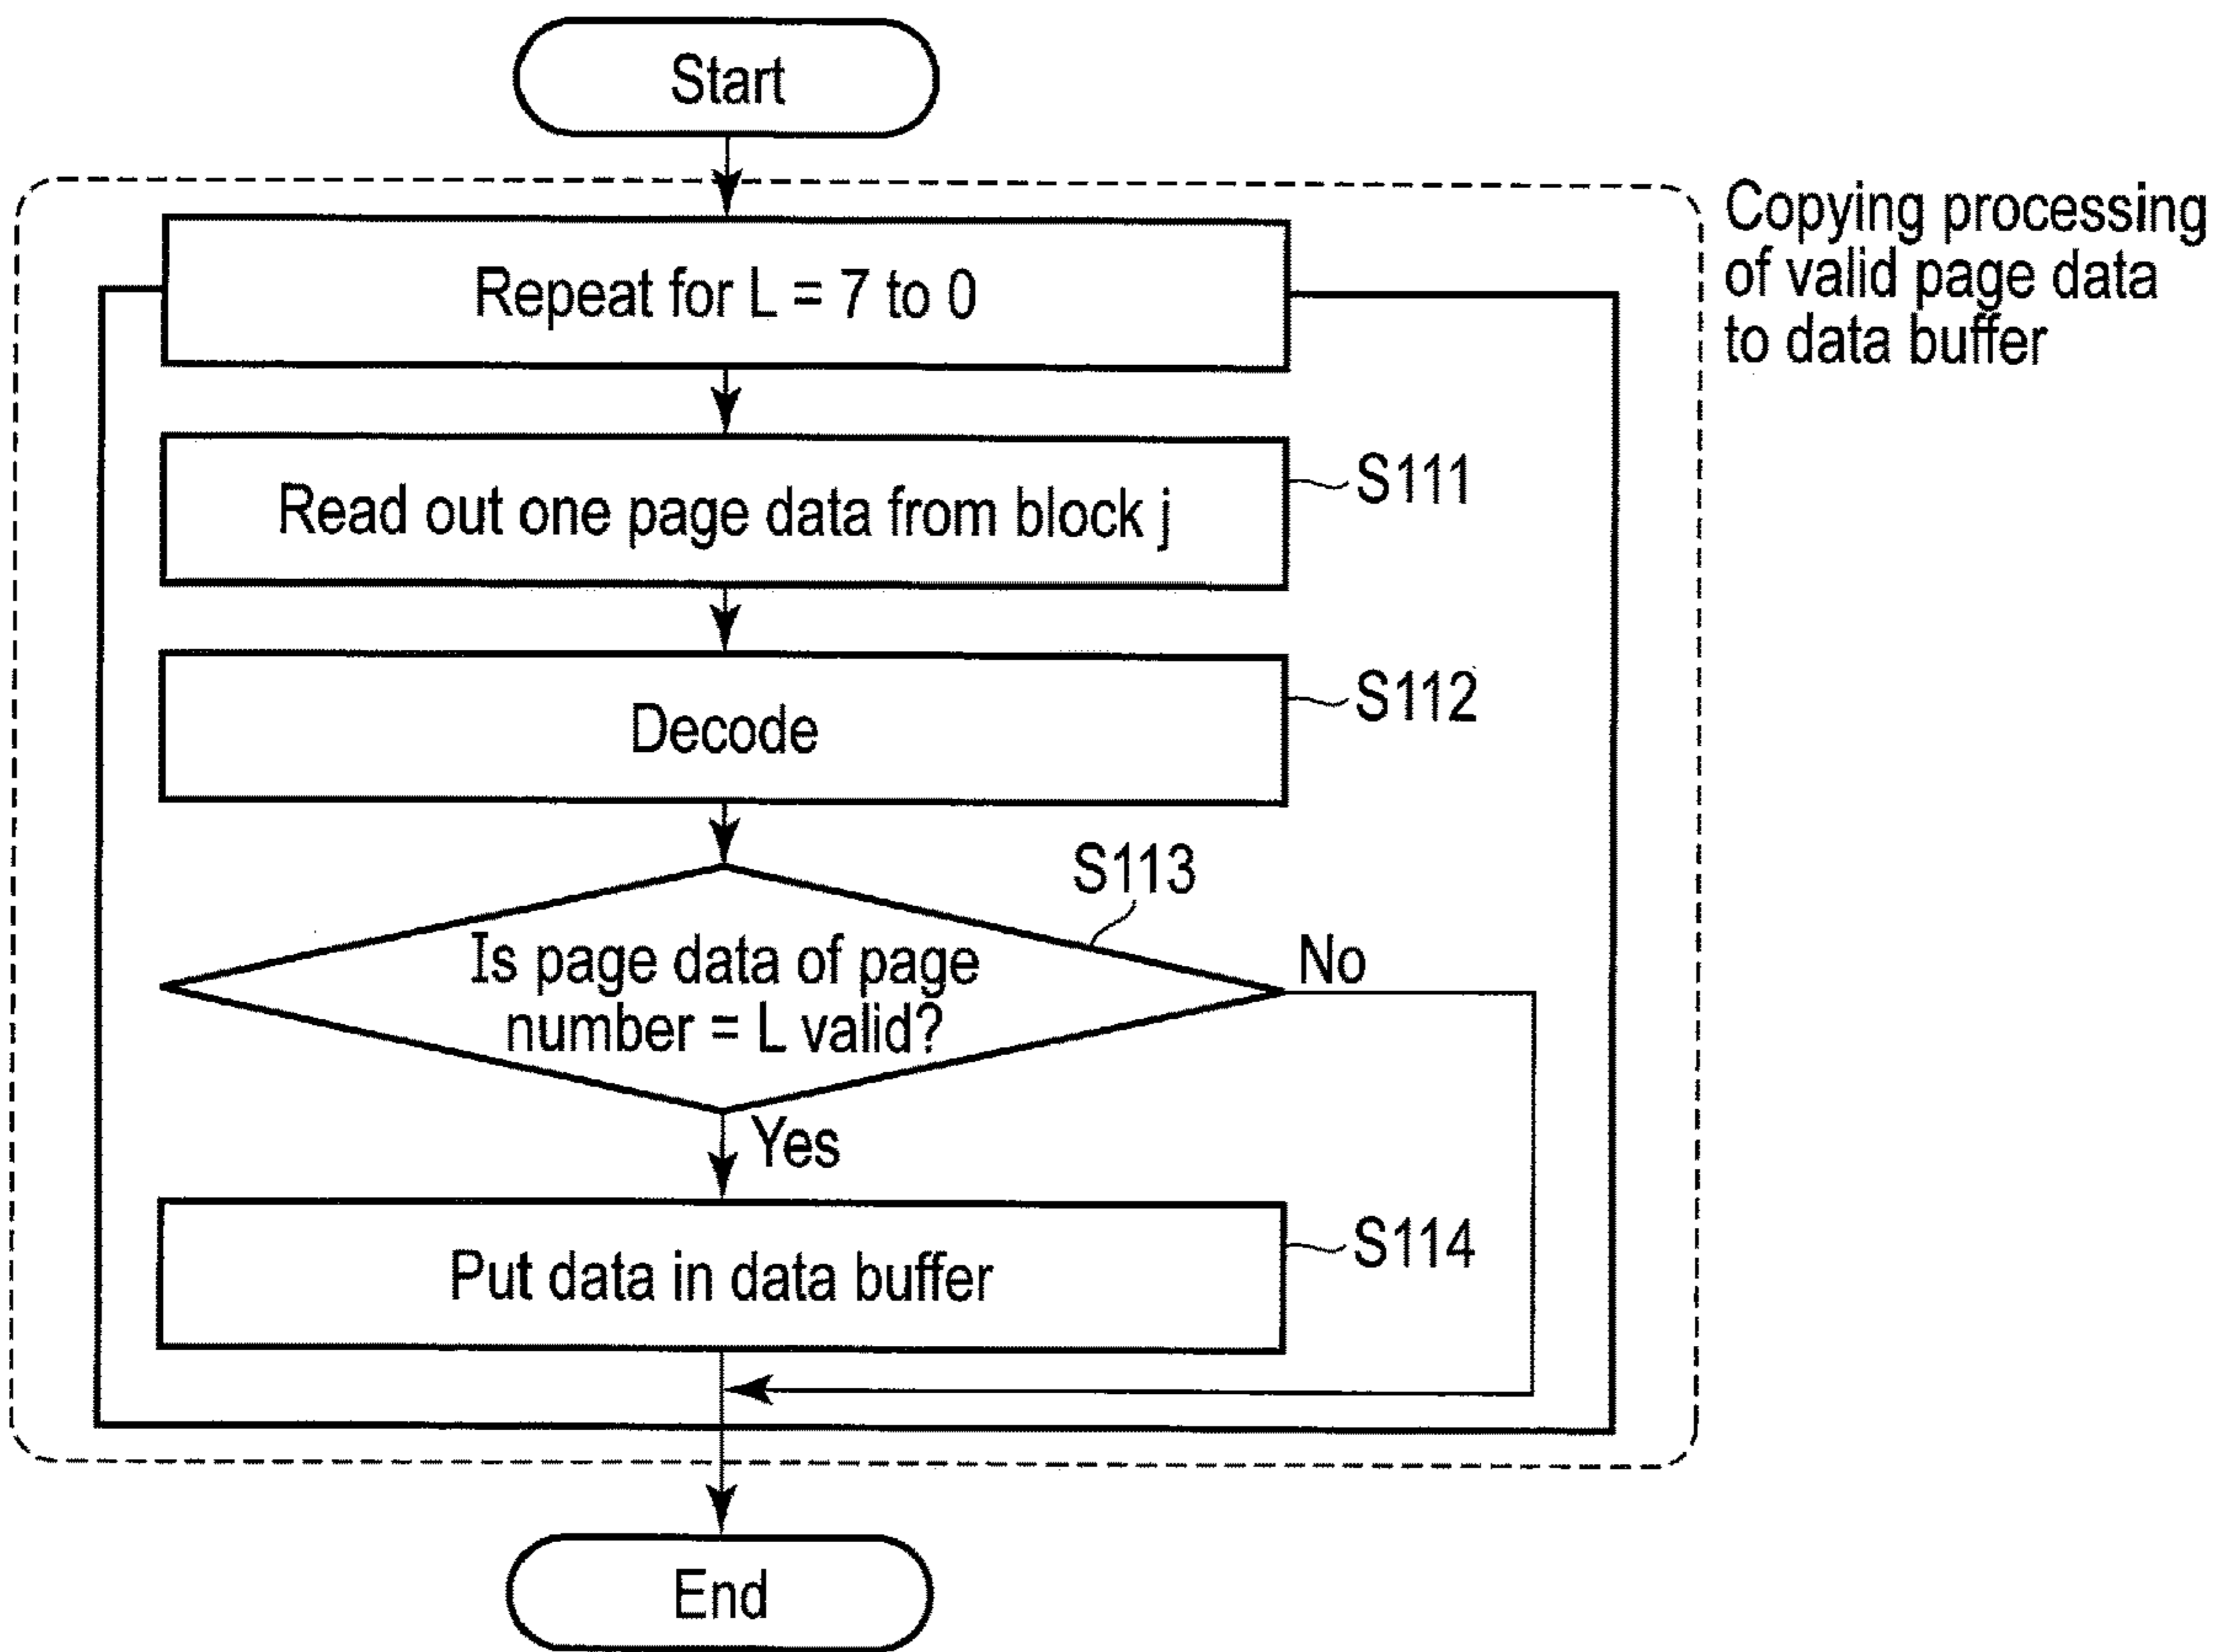 Start
Copying processing
of valid page data
to data buffer
Repeat for L = 7 to 0
Read out one page data from block j
S111
Decode
S112
S113
Is page data of page
number = L valid?
No
Yes
Put data in data buffer
S114
End